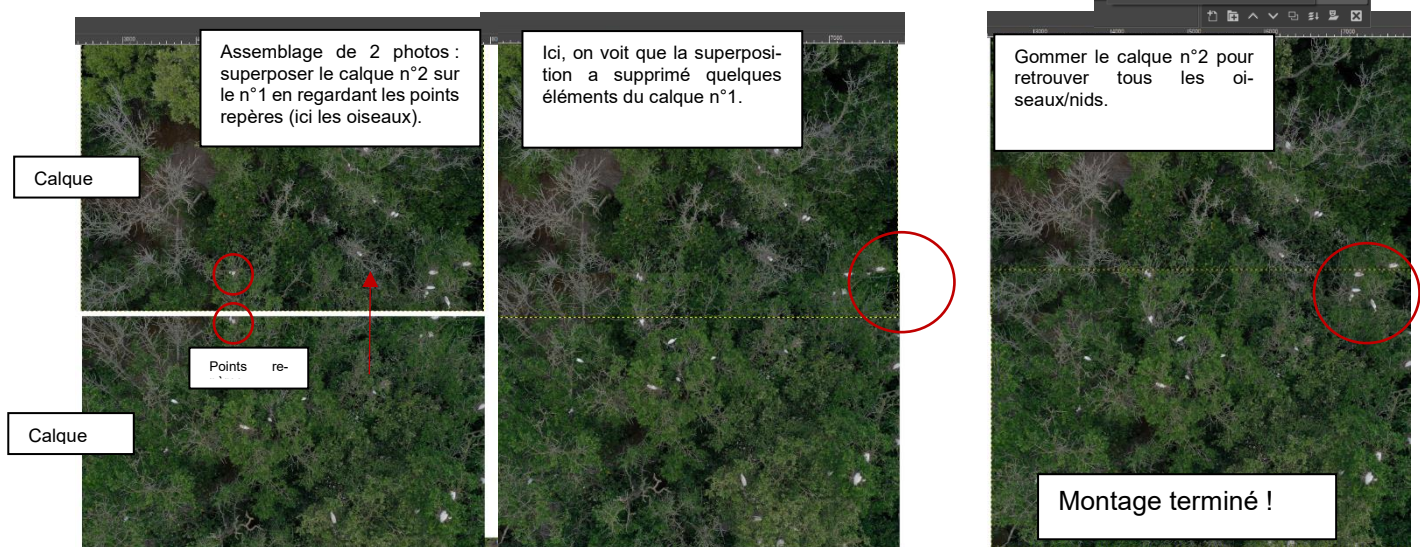 Assemblage de 2 photos :
superposer le calque n°2 sur
le n°1 en regardant les points
repères (ici les oiseaux).
Calque
Points re-
Calque
Ici, on voit que la superposi-
tion a supprimé quelques
éléments du calque n°1.
Gommer le calque n°2 pour
retrouver tous les oi-
seaux/nids.
Montage terminé !